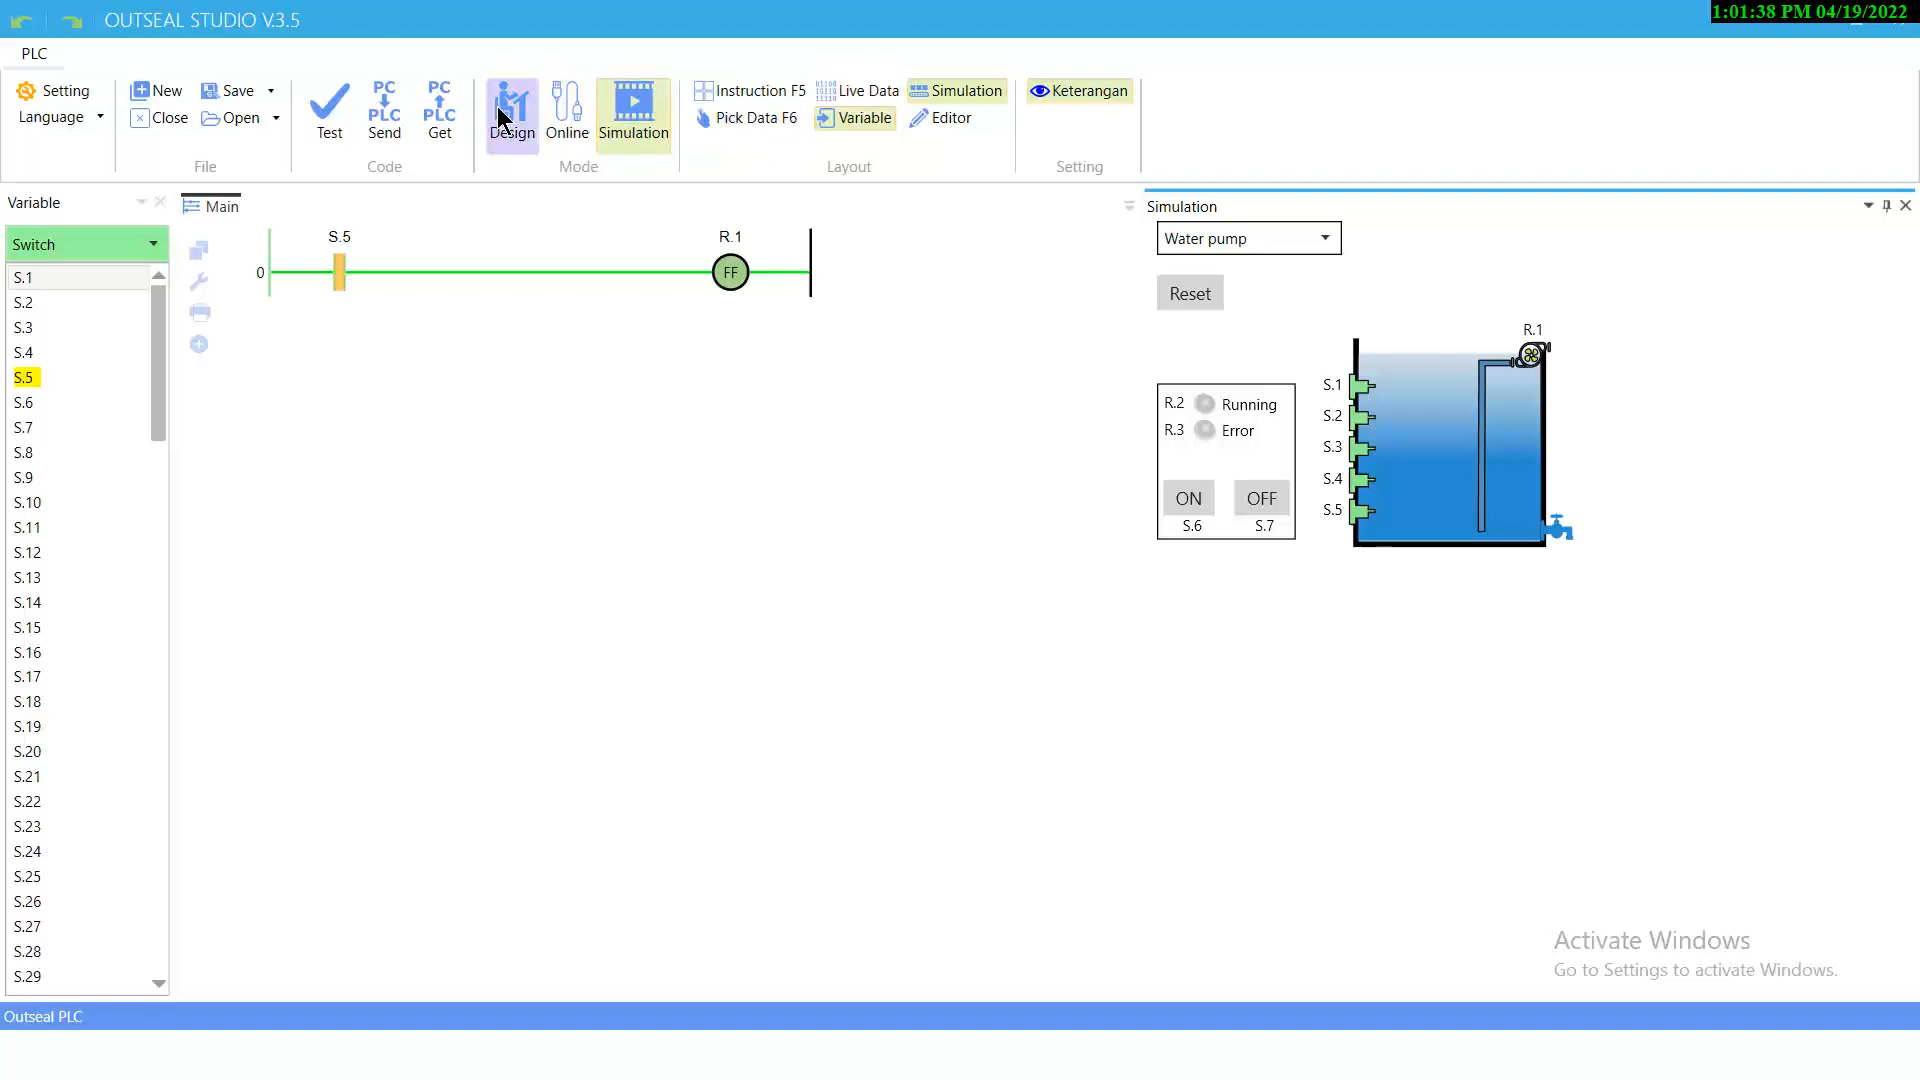 OUTSEAL STUDIO V.3.5
1:01:38 PM 04/19/2022
PLC
Setting
Language
New
Save
Close
Open
File
Test
PC
PLC
Send
PC
PLC
Get
Code
Design
Online
Simulation
Mode
Instruction F5
Live Data
Simulation
Pick Data F6
Variable
Editor
Layout
Keterangan
Setting
Variable
Switch
S.1
S.2
S.3
S.4
S.5
S.6
S.7
S.8
S.9
S.10
S.11
S.12
S.13
S.14
S.15
S.16
S.17
S.18
S.19
S.20
S.21
S.22
S.23
S.24
S.25
S.26
S.27
S.28
S.29
Main
S.5
R.1
0
FF
Simulation
Water pump
Reset
R.2 Running
R.3 Error
ON
OFF
S.6
S.7
R.1
S.1
S.2
S.3
S.4
S.5
Activate Windows
Go to Settings to activate Windows.
Outseal PLC